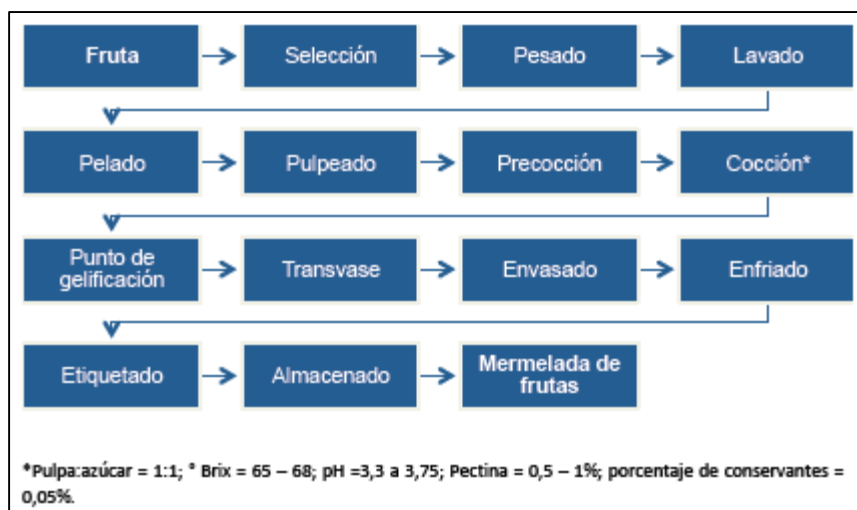 Fruta
Selección
Pesado
Lavado
Pelado
Pulpeado
Precocción
Cocción*
Punto de
gelificación
Transvase
Envasado
Enfriado
Etiquetado
Almacenado
Mermelada de
frutas
*Pulpa:azúcar = 1:1; ° Brix = 65 – 68; pH =3,3 a 3,75; Pectina = 0,5 – 1%; porcentaje de conservantes =
0,05%.